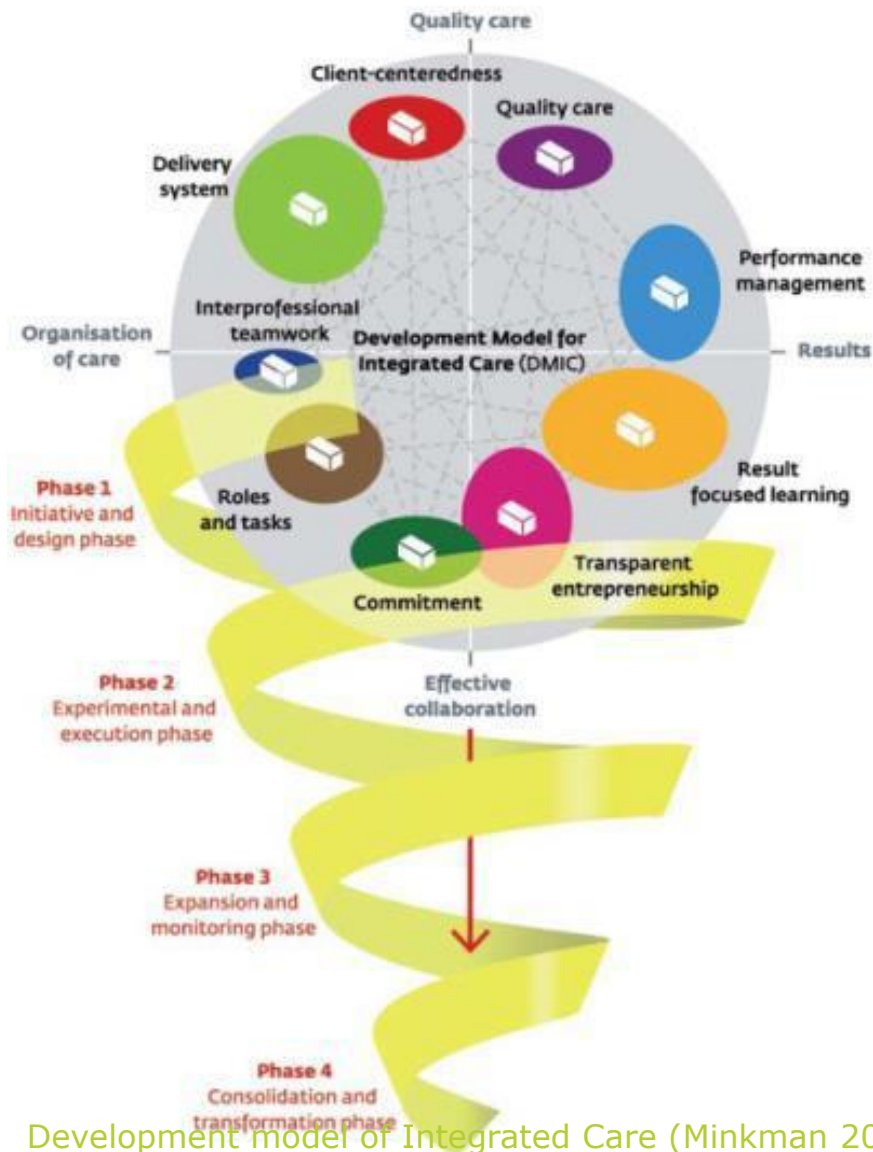 Quality care
Client-centeredness
Quality care
Delivery
system
Performance
management
Interprofessional
teamwork
Organisation
of care
Development Model for
Integrated Care (DMIC)
Results
Phase 1
Initiative and
design phase
Roles
and tasks
Result
focused learning
Transparent
entrepreneurship
Commitment
Phase 2
Experimental and
execution phase
Effective
collaboration
Phase 3
Expansion and
monitoring phase
Phase 4
Consolidation and
transformation phase
Development model of Integrated Care (Minkman 20